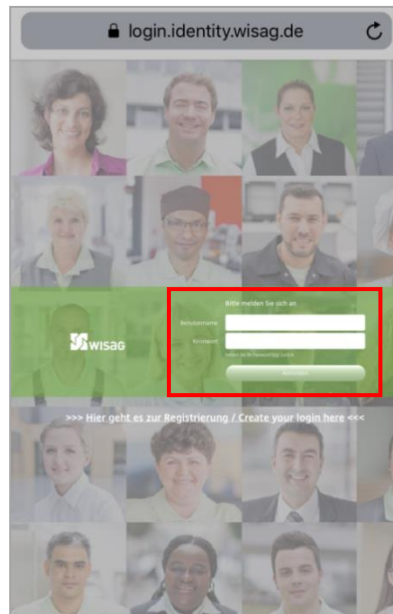 login.identity.wisag.de
Bitte melden Sie sich an
Benutzername
Kennwort
WISAG
Anmelden
>>> Hier geht es zur Registrierung / Create your login here <<<